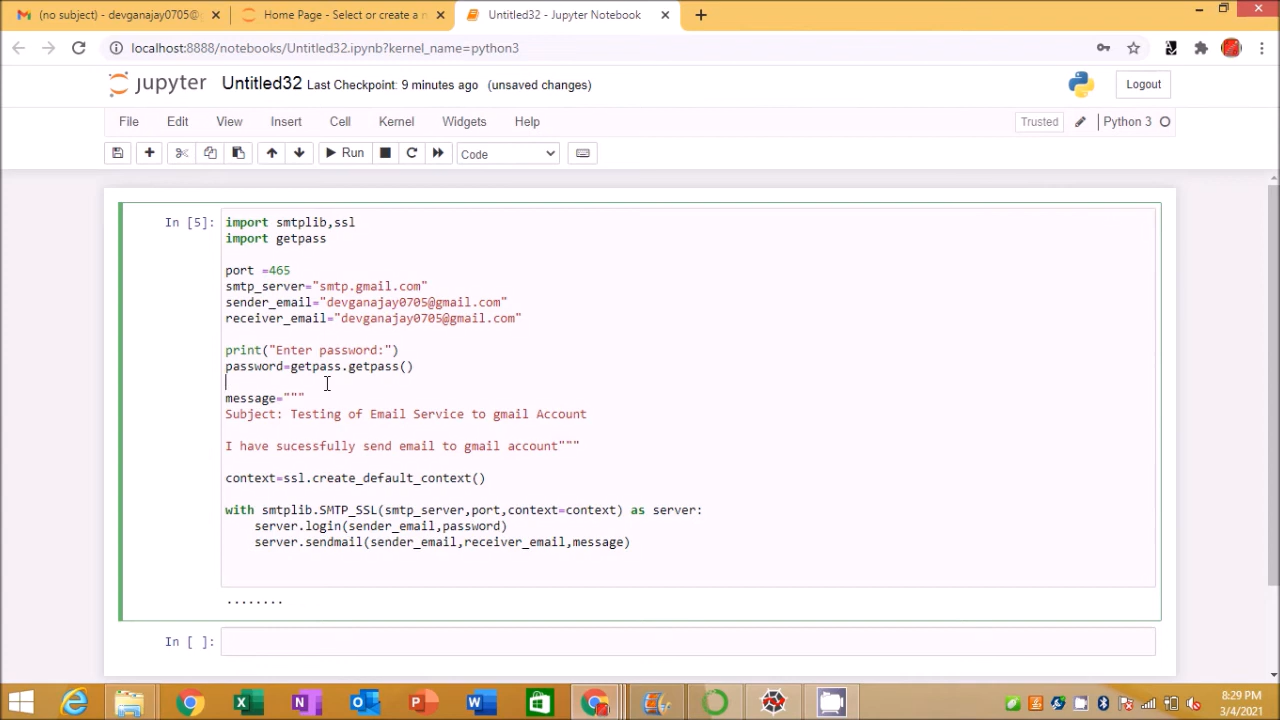 (no subject) - devganajay0705@g
Home Page - Select or create a n
Untitled32 - Jupyter Notebook
localhost:8888/notebooks/Untitled32.ipynb?kernel_name=python3
jupyter Untitled32 Last Checkpoint: 9 minutes ago (unsaved changes)
Logout
File Edit View Insert Cell Kernel Widgets Help
Trusted
Python 3
Run
Code
In [5]:
import smtplib,ssl
import getpass
port =465
smtp_server="smtp.gmail.com"
sender_email="devganajay0705@gmail.com"
receiver_email="devganajay0705@gmail.com"
print("Enter password:")
password=getpass.getpass()
message="""
Subject: Testing of Email Service to gmail Account
I have sucessfully send email to gmail account"""
context=ssl.create_default_context()
with smtplib.SMTP_SSL(smtp_server,port,context=context) as server:
server.login(sender_email,password)
server.sendmail(sender_email,receiver_email,message)
........
In [ ]:
8:29 PM
3/4/2021